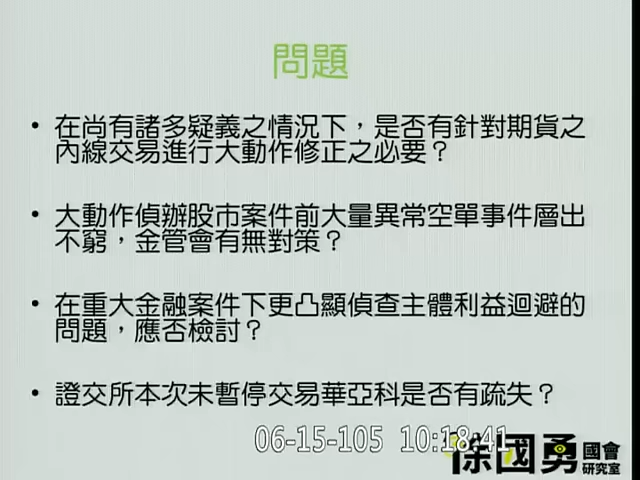 問題
• 在尚有諸多疑義之情況下，是否有針對期貨之
內線交易進行大動作修正之必要？
• 大動作偵辦股市案件前大量異常空單事件層出
不窮，金管會有無對策？
• 在重大金融案件下更凸顯偵查主體利益迴避的
問題，應否檢討？
• 證交所本次未暫停交易華亞科是否有疏失？
06-15-105 10:18:41
徐國勇 國會
研究室